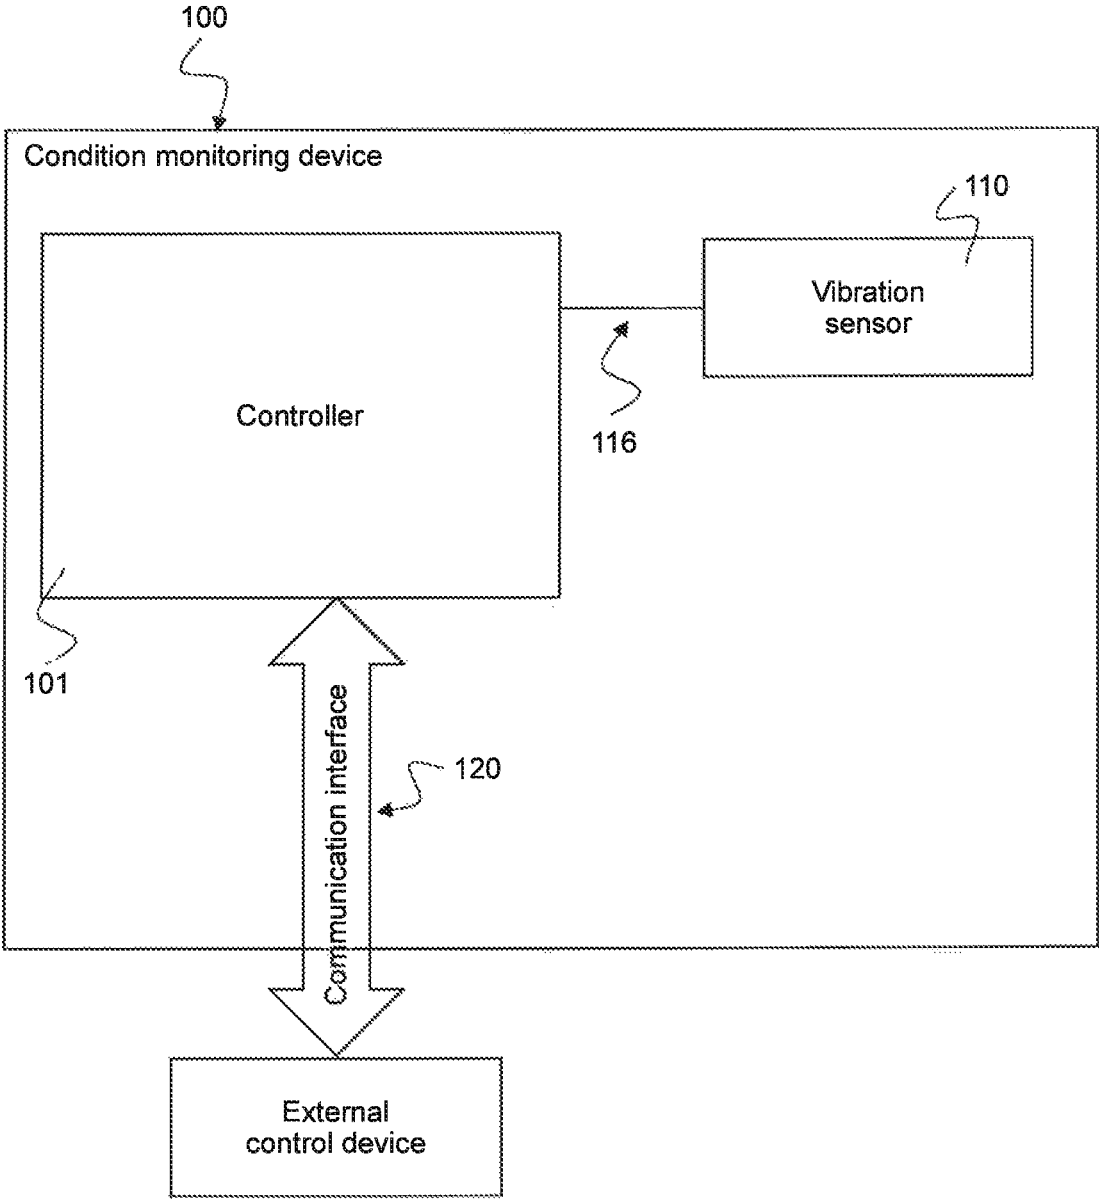 100
Condition monitoring device
110
Vibration
sensor
Controller
116
101
Communication interface
120
External
control device